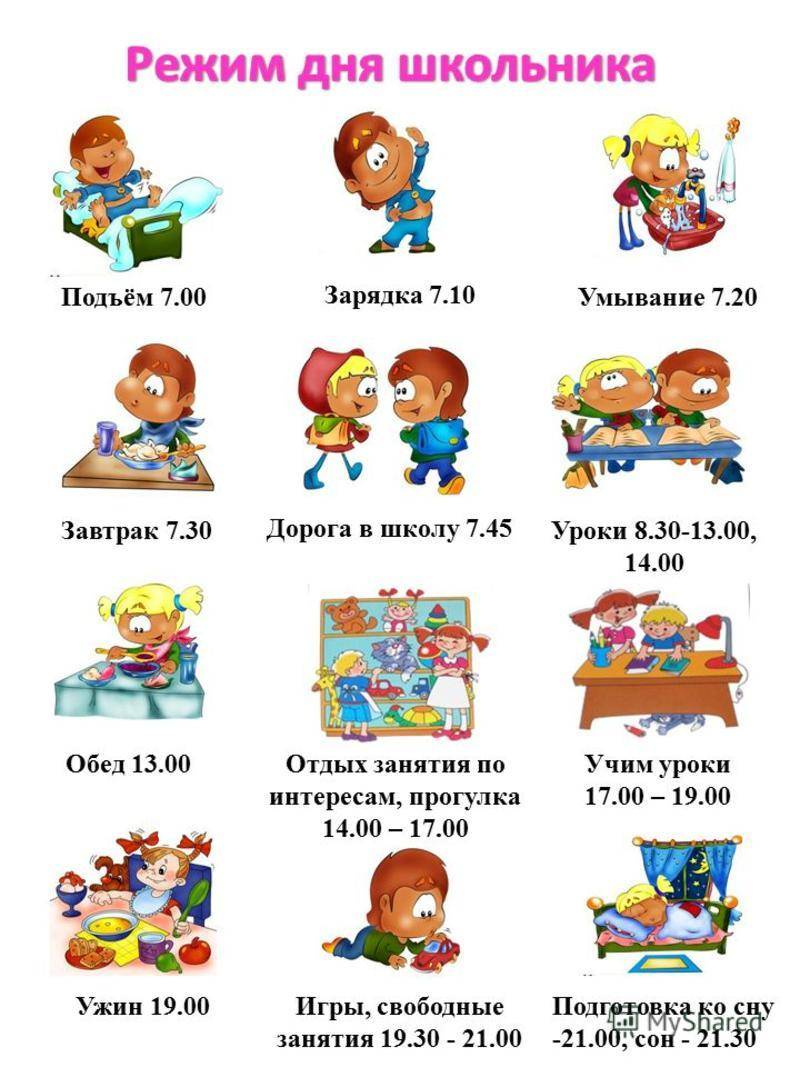 Режим дня школьника
Подъём 7.00
Зарядка 7.10
Умывание 7.20
Завтрак 7.30
Дорога в школу 7.45
Уроки 8.30-13.00,
14.00
Обед 13.00
Отдых занятия по
интересам, прогулка
14.00 – 17.00
Учим уроки
17.00 – 19.00
Ужин 19.00
Игры, свободные
занятия 19.30 - 21.00
Подготовка ко сну
-21.00, сон - 21.30
MyShared